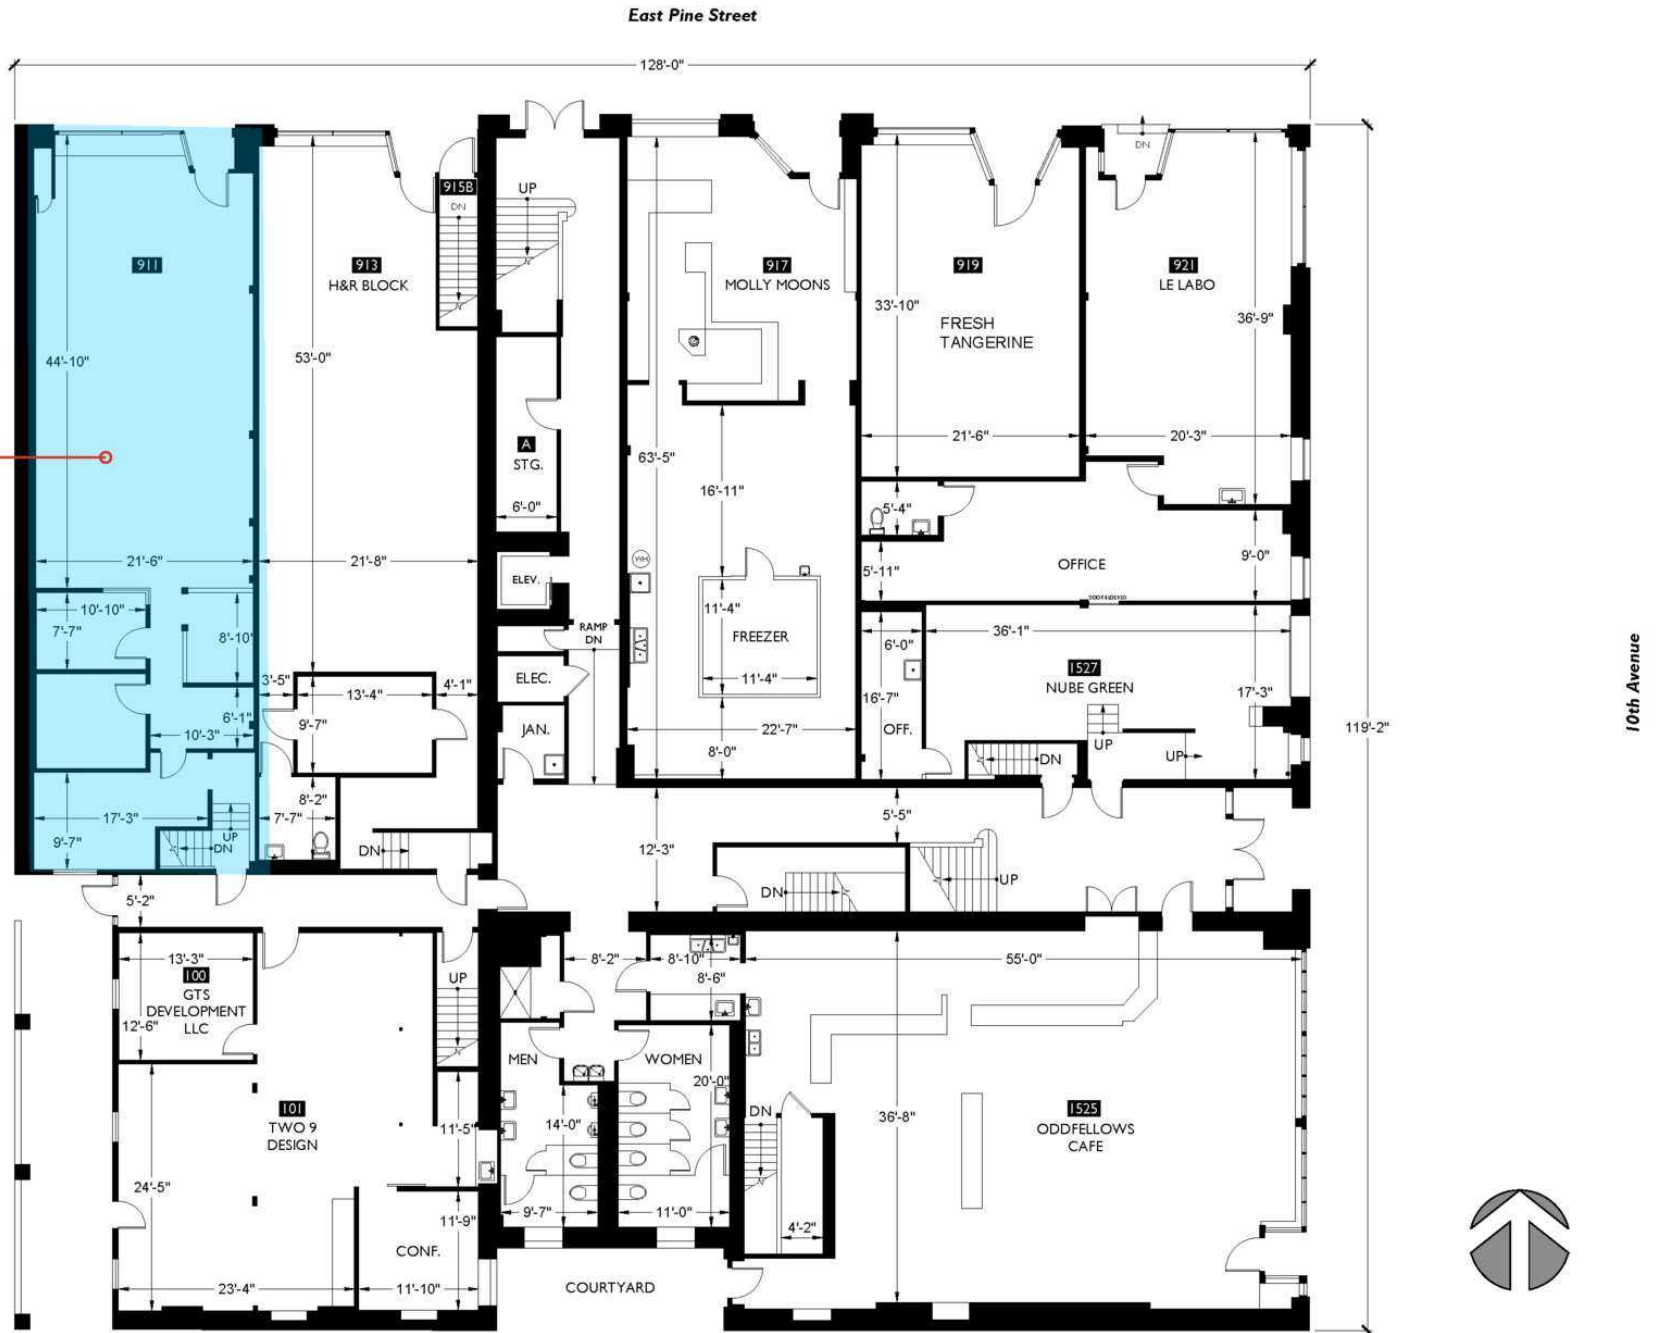 East Pine Street
128'-0"
911
44'-10"
21'-6"
10'-10"
7'-7"
8'-10"
6'-1"
10'-3"
17'-3"
9'-7"
UP
DN
913
H&R BLOCK
53'-0"
21'-8"
3'-5"
13'-4"
4'-1"
9'-7"
8'-2"
7'-7"
DN
915B
DN
UP
A
STG.
6'-0"
ELEV.
RAMP
DN
ELEC.
JAN.
917
MOLLY MOONS
63'-5"
16'-11"
WH
11'-4"
FREEZER
11'-4"
22'-7"
8'-0"
919
FRESH
TANGERINE
33'-10"
21'-6"
DN
921
LE LABO
36'-9"
20'-3"
5'-4"
5'-11"
OFFICE
9'-0"
6'-0"
16'-7"
OFF.
36'-1"
1527
NUBE GREEN
17'-3"
DN
UP
UP
10th Avenue
119'-2"
12'-3"
5'-5"
DN
UP
5'-2"
13'-3"
100
GTS
DEVELOPMENT
LLC
12'-6"
UP
101
TWO 9
DESIGN
24'-5"
23'-4"
11'-5"
11'-9"
CONF.
11'-10"
8'-2"
8'-10"
8'-6"
MEN
WOMEN
20'-0"
14'-0"
9'-7"
11'-0"
COURTYARD
55'-0"
DN
36'-8"
1525
ODDFELLOWS
CAFE
4'-2"